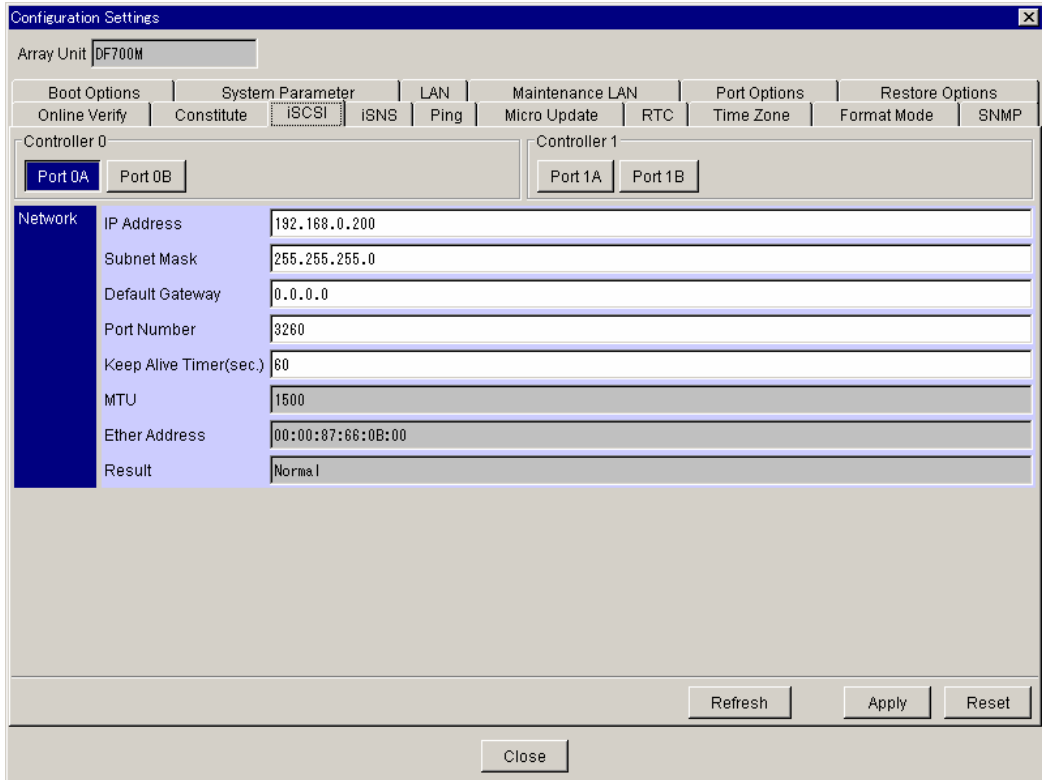 Configuration Settings
Array Unit DF700M
Boot Options System Parameter LAN Maintenance LAN Port Options Restore Options
Online Verify Constitute iSCSI iSNS Ping Micro Update RTC Time Zone Format Mode SNMP
Controller 0 Controller 1
Port 0A Port 0B Port 1A Port 1B
Network IP Address 192.168.0.200
Subnet Mask 255.255.255.0
Default Gateway 0.0.0.0
Port Number 3260
Keep Alive Timer(sec.) 60
MTU 1500
Ether Address 00:00:87:66:0B:00
Result Normal
Refresh Apply Reset
Close